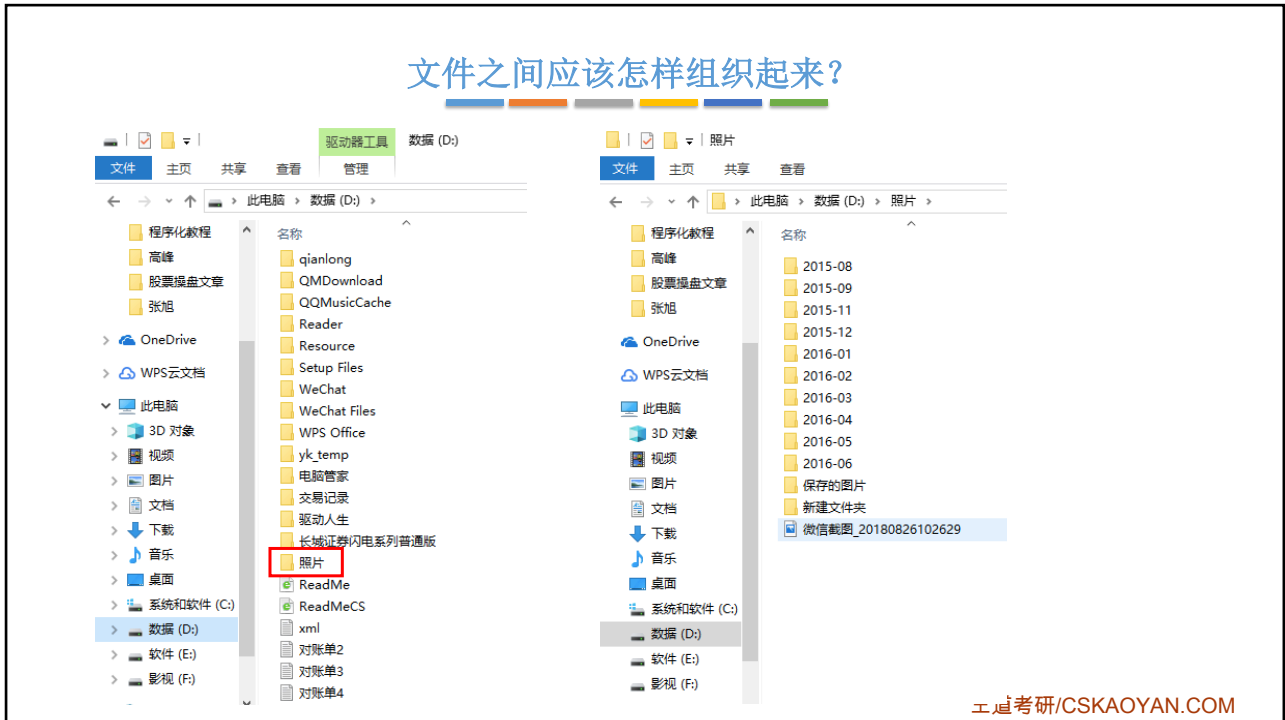 文件之间应该怎样组织起来?
驱动器工具 数据 (D:)
文件 主页 共享 查看 管理
此电脑 › 数据 (D:) ›
程序化教程
高峰
股票操盘文章
张旭
OneDrive
WPS云文档
此电脑
3D 对象
视频
图片
文档
下载
音乐
桌面
系统和软件 (C:)
数据 (D:)
软件 (E:)
影视 (F:)
名称
qianlong
QMDownload
QQMusicCache
Reader
Resource
Setup Files
WeChat
WeChat Files
WPS Office
yk_temp
电脑管家
交易记录
驱动人生
长城证券闪电系列普通版
照片
ReadMe
ReadMeCS
xml
对账单2
对账单3
对账单4
照片
文件 主页 共享 查看
此电脑 › 数据 (D:) › 照片 ›
程序化教程
高峰
股票操盘文章
张旭
OneDrive
WPS云文档
此电脑
3D 对象
视频
图片
文档
下载
音乐
桌面
系统和软件 (C:)
数据 (D:)
软件 (E:)
影视 (F:)
名称
2015-08
2015-09
2015-11
2015-12
2016-01
2016-02
2016-03
2016-04
2016-05
2016-06
保存的图片
新建文件夹
微信截图_20180826102629
王道考研/CSKAOYAN.COM